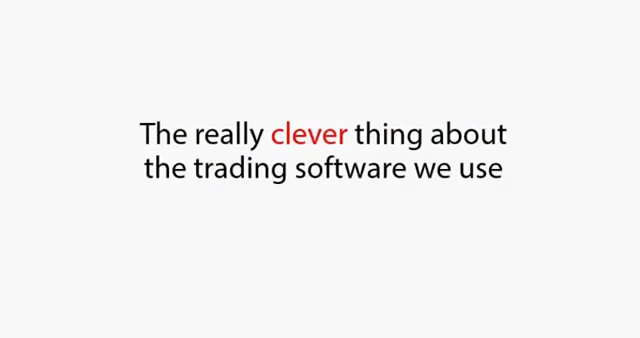 The really clever thing about
the trading software we use